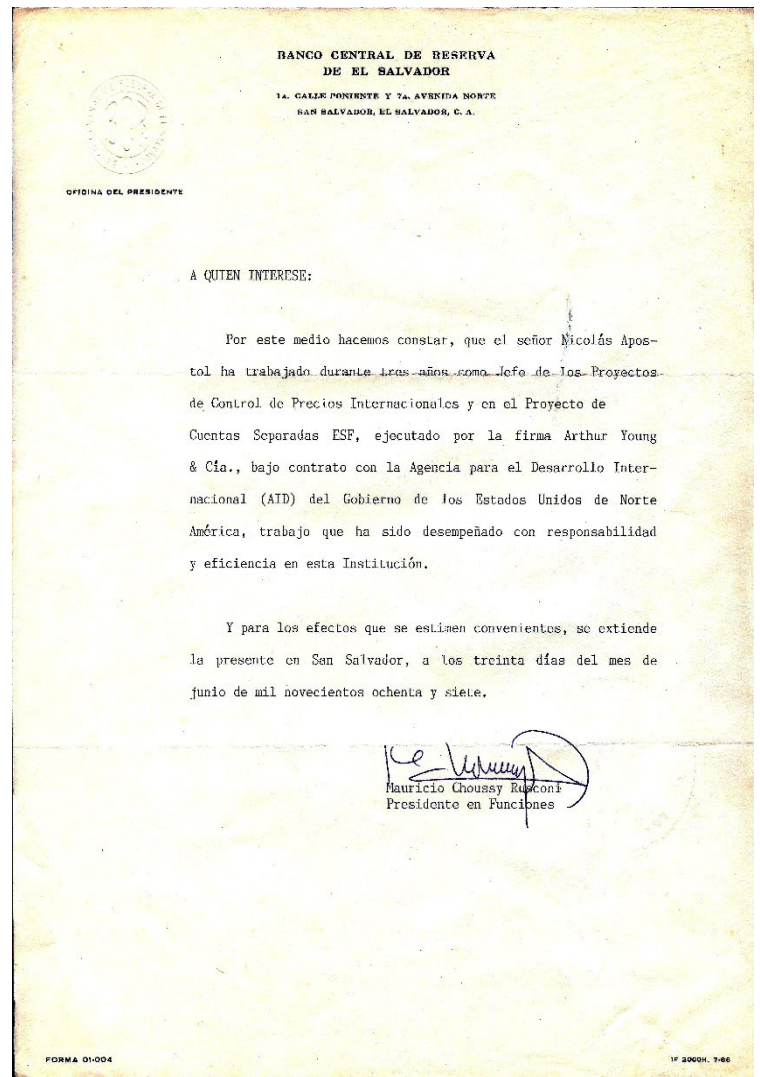 BANCO CENTRAL DE RESERVA
DE EL SALVADOR
1A. CALLE PONIENTE Y 7A. AVENIDA NORTE
SAN SALVADOR, EL SALVADOR, C. A.
OFICINA DEL PRESIDENTE
A QUIEN INTERESE:
Por este medio hacemos constar, que el señor Nicolás Apos-
tol ha trabajado durante tres años como Jefe de los Proyectos
de Control de Precios Internacionales y en el Proyecto de
Cuentas Separadas ESF, ejecutado por la firma Arthur Young
& Cía., bajo contrato con la Agencia para el Desarrollo Inter-
nacional (AID) del Gobierno de los Estados Unidos de Norte
América, trabajo que ha sido desempeñado con responsabilidad
y eficiencia en esta Institución.
Y para los efectos que se estimen convenientes, se extiende
la presente en San Salvador, a los treinta días del mes de
junio de mil novecientos ochenta y siete.
Mauricio Choussy Rusconi
Presidente en Funciones
FORMA 01-004
1F 2000H. 7-86